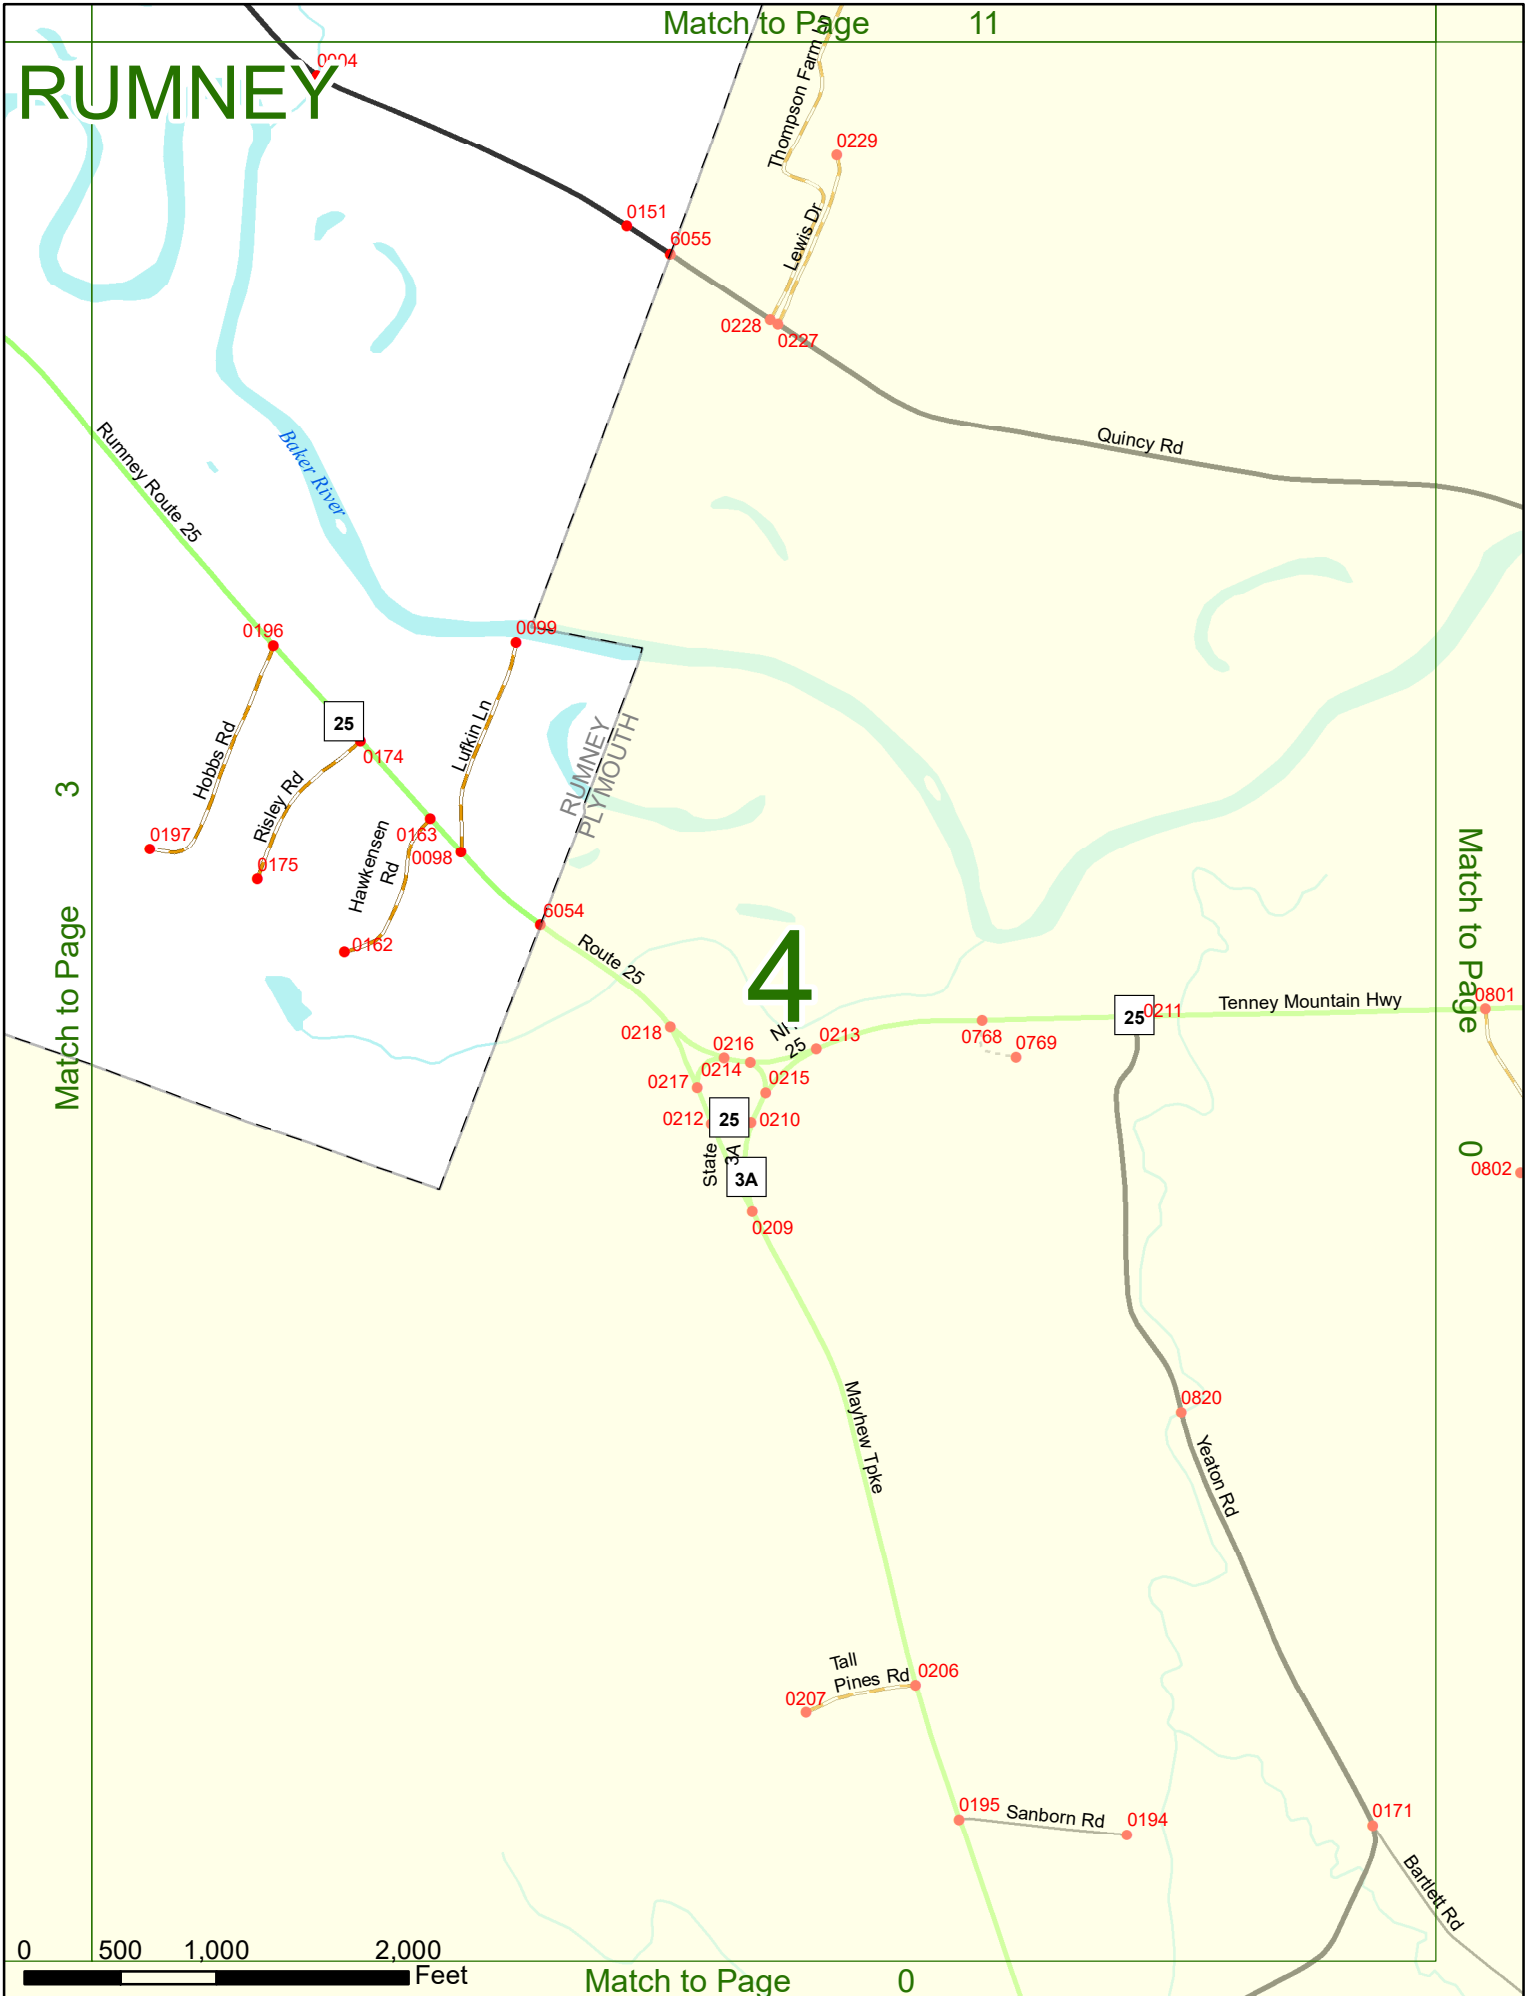 Match to Page 11
RUMNEY
Thompson Farm
0229
0151
6055
Lewis Dr
0228
0227
Quincy Rd
Rumney Route 25
Baker River
0196
0099
25
0174
Hobbs Rd
Lufkin Ln
RUMNEY
PLYMOUTH
Risley Rd
0163
0197
0098
0175
Hawkensen
Rd
6054
0162
Route 25
4
3
Match to Page
Match to Page
0
0801
Tenney Mountain Hwy
25
0211
0218
0216
25
0213
0768
0769
0214
0217
0215
0212
25
0210
State
3A
3A
0802
0209
Mayhew Tpke
0820
Yeaton Rd
Tall
Pines Rd
0206
0207
0195
Sanborn Rd
0194
0171
Bartlett Rd
0 500 1,000 2,000
Feet
Match to Page 0